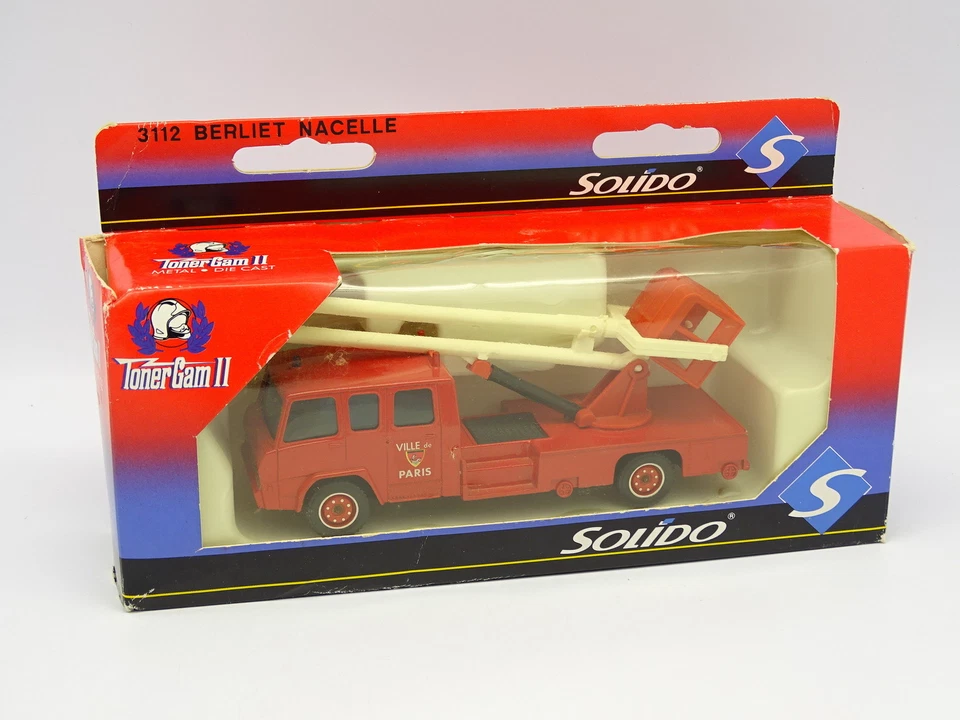 3112 BERLIET NACELLE
SOLIDO®
S
TonerGam II
METAL • DIE CAST
TonerGam II
VILLE de
PARIS
SOLIDO®
S